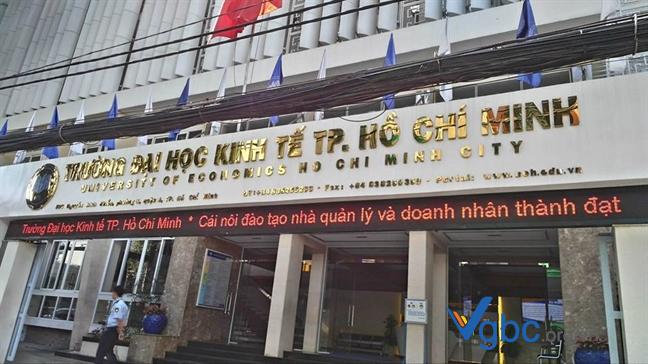 TRƯỜNG ĐẠI HỌC KINH TẾ TP. HỒ CHÍ MINH
UNIVERSITY OF ECONOMICS HO CHI MINH CITY
Trường Đại học Kinh tế TP. Hồ Chí Minh * Cái nôi đào tạo nhà quản lý và doanh nhân thành đạt
Vgbc.or